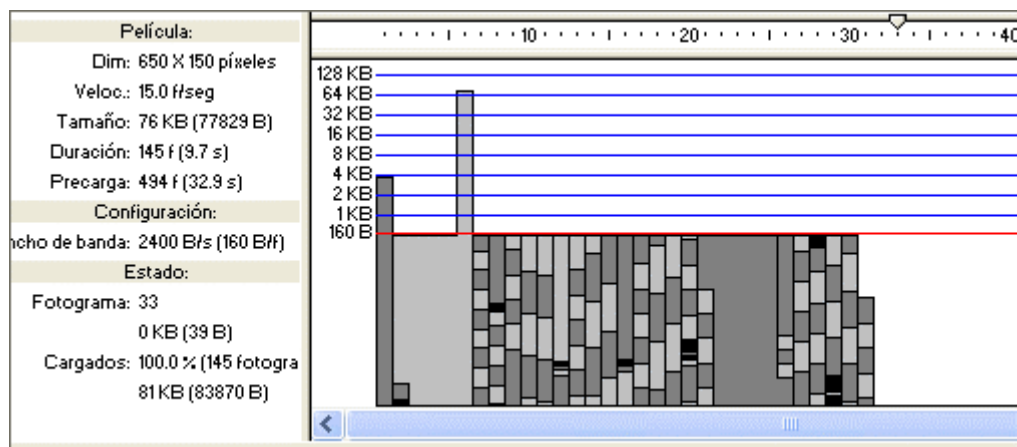 Película:
Dim: 650 X 150 píxeles
Veloc.: 15.0 f/seg
Tamaño: 76 KB (77829 B)
Duración: 145 f (9.7 s)
Precarga: 494 f (32.9 s)
Configuración:
ncho de banda: 2400 B/s (160 B/f)
Estado:
Fotograma: 33
0 KB (39 B)
Cargados: 100.0 % (145 fotogra
81 KB (83870 B)
10 20 30 40
128 KB
64 KB
32 KB
16 KB
8 KB
4 KB
2 KB
1 KB
160 B